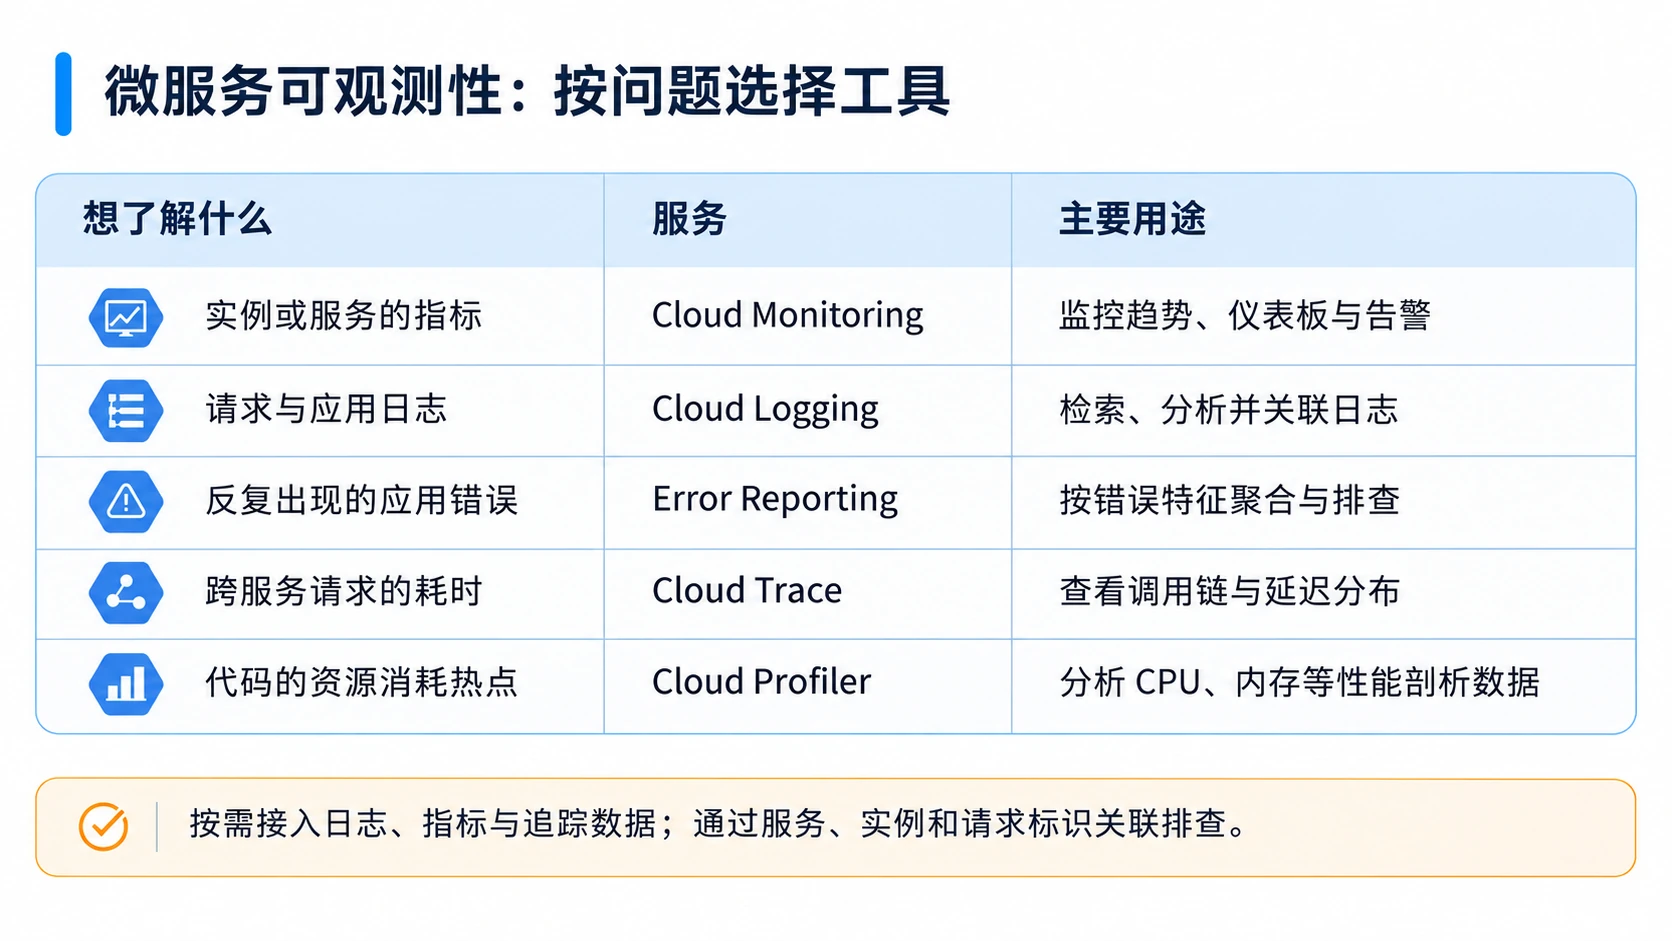 微服务可观测性：按问题选择工具
想了解什么 服务 主要用途
实例或服务的指标 Cloud Monitoring 监控趋势、仪表板与告警
请求与应用日志 Cloud Logging 检索、分析并关联日志
反复出现的应用错误 Error Reporting 按错误特征聚合与排查
跨服务请求的耗时 Cloud Trace 查看调用链与延迟分布
代码的资源消耗热点 Cloud Profiler 分析 CPU、内存等性能剖析数据
按需接入日志、指标与追踪数据；通过服务、实例和请求标识关联排查。